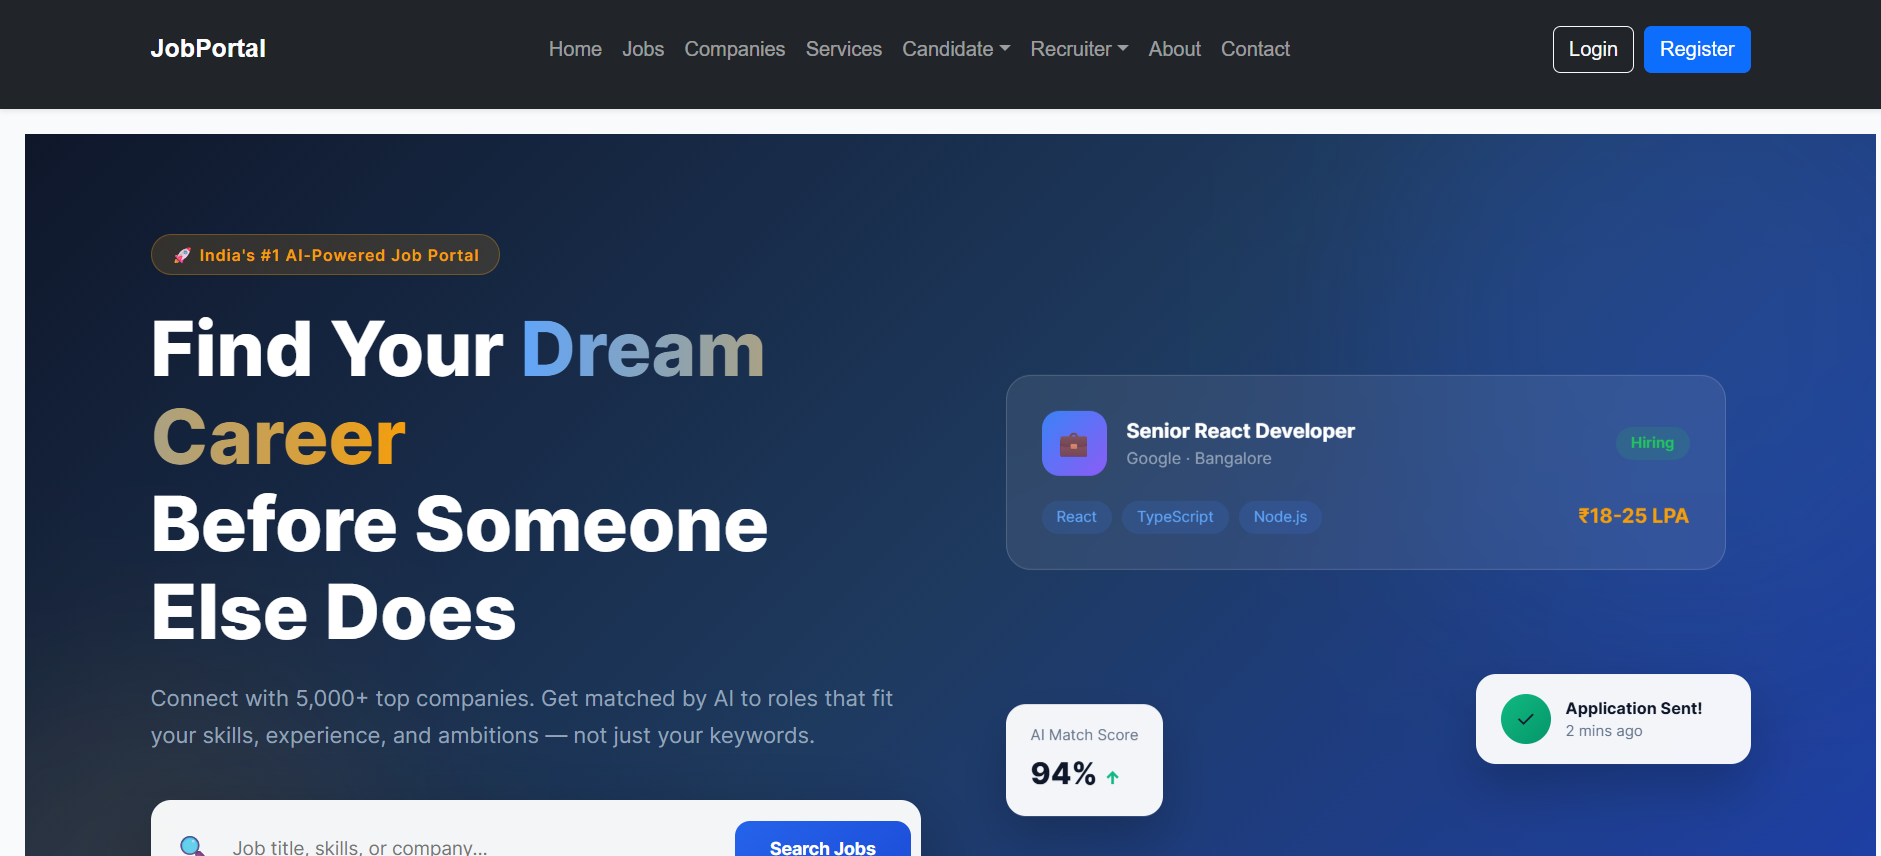 JobPortal
Home Jobs Companies Services Candidate Recruiter About Contact
Login
Register
🚀 India's #1 AI-Powered Job Portal
Find Your Dream
Career
Before Someone
Else Does
Connect with 5,000+ top companies. Get matched by AI to roles that fit
your skills, experience, and ambitions — not just your keywords.
Job title, skills, or company...
Search Jobs
Senior React Developer
Google · Bangalore
Hiring
React TypeScript Node.js
₹18-25 LPA
AI Match Score
94% ↑
Application Sent!
2 mins ago